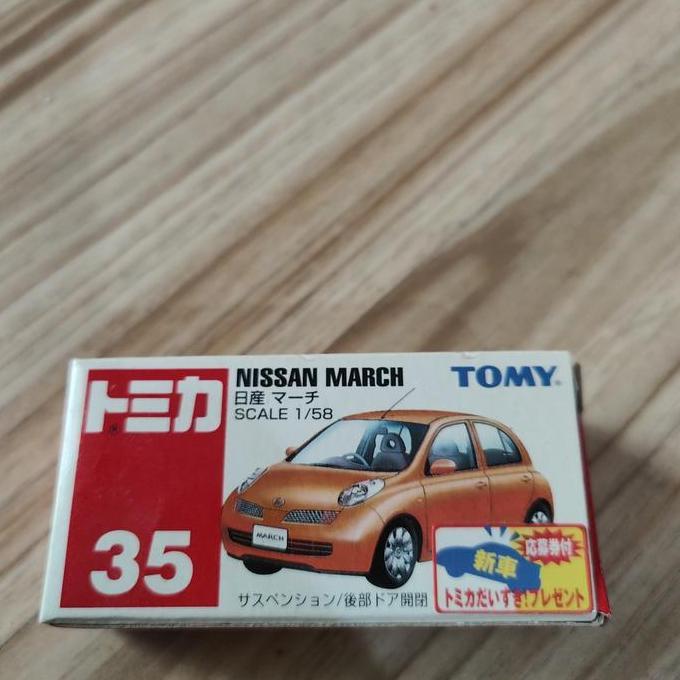 トミカ
®
35
NISSAN MARCH
日産 マーチ
SCALE 1/58
TOMY®
MARCH
サスペンション/後部ドア開閉
応募券付
新車
トミカだいすき!プレゼント